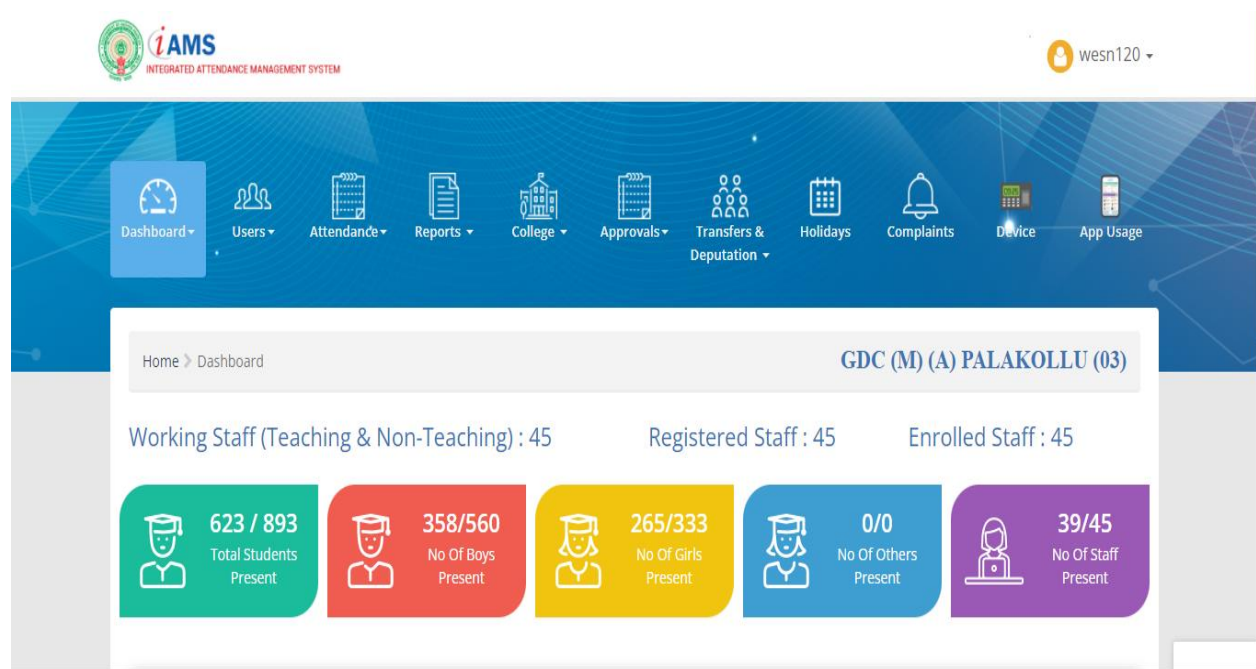 iAMS
INTEGRATED ATTENDANCE MANAGEMENT SYSTEM
wesn120
Dashboard
Users
Attendance
Reports
College
Approvals
Transfers &
Deputation
Holidays
Complaints
Device
App Usage
Home > Dashboard
GDC (M) (A) PALAKOLLU (03)
Working Staff (Teaching & Non-Teaching) : 45
Registered Staff : 45
Enrolled Staff : 45
623 / 893
Total Students
Present
358/560
No Of Boys
Present
265/333
No Of Girls
Present
0/0
No Of Others
Present
39/45
No Of Staff
Present